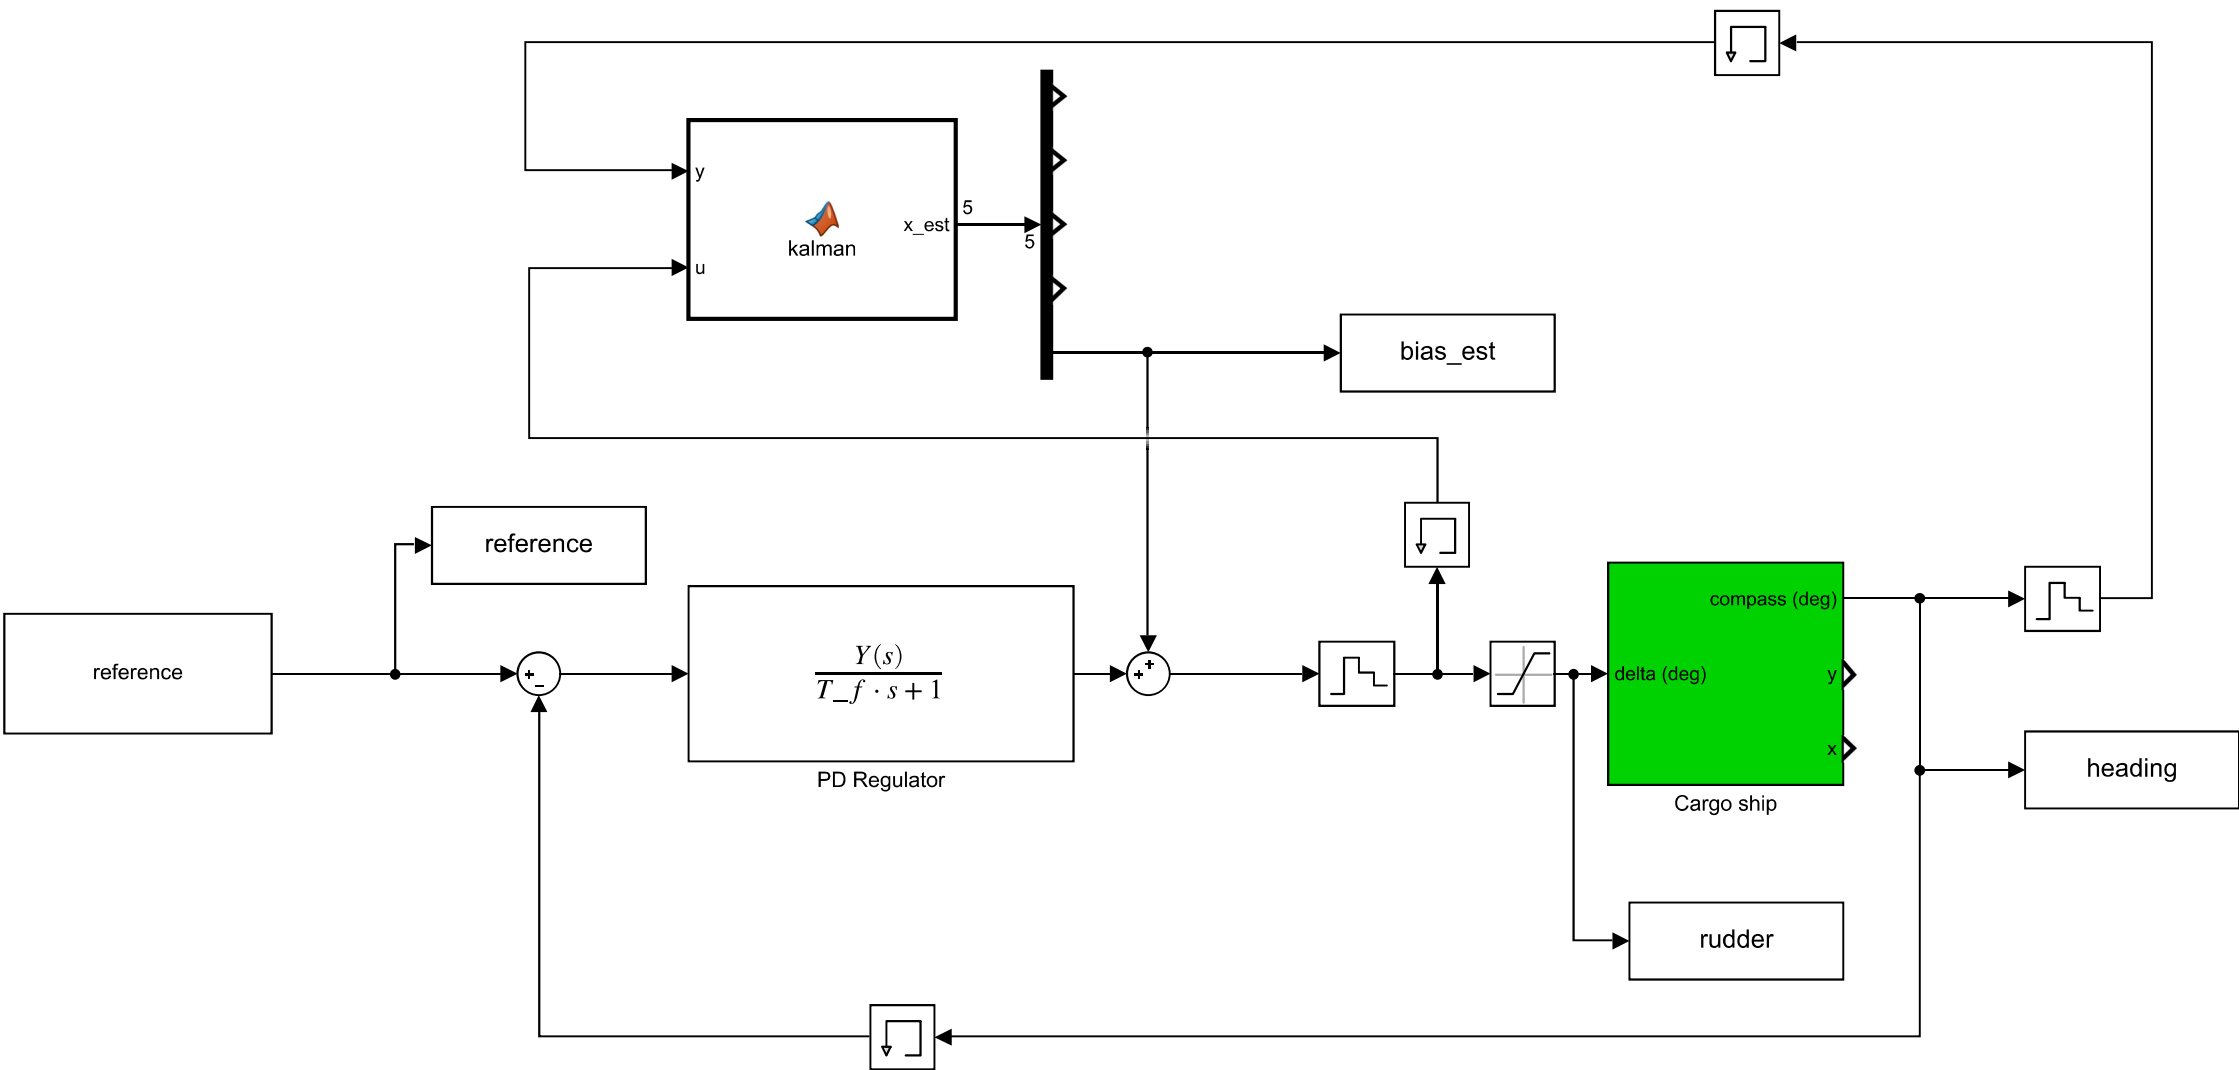 y
x_est
5
5
kalman
u
bias_est
reference
reference
+
−
Y(s)
T_f · s + 1
PD Regulator
+
+
compass (deg)
delta (deg)
y
x
Cargo ship
heading
rudder